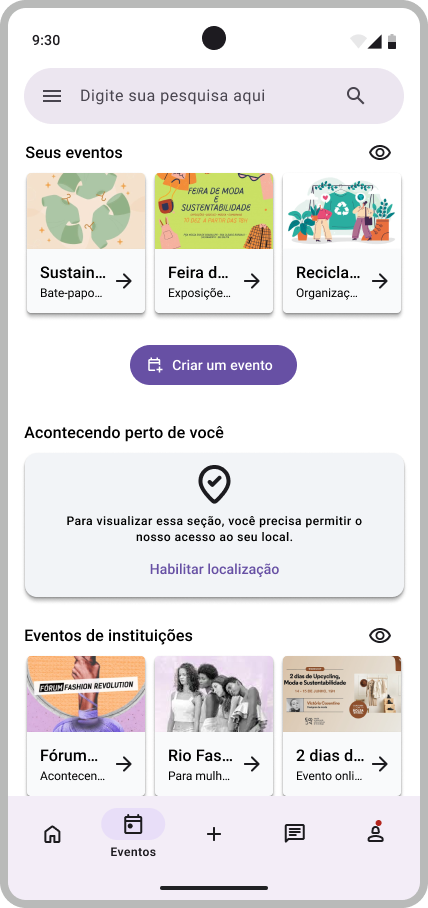 9:30
Digite sua pesquisa aqui
Seus eventos
FEIRA DE MODA
E
SUSTENTABILIDADE
Sustain...
Bate-papo...
Feira d...
Exposiçõe...
Recicla...
Organizaç...
Criar um evento
Acontecendo perto de você
Para visualizar essa seção, você precisa permitir o
nosso acesso ao seu local.
Habilitar localização
Eventos de instituições
FÓRUM FASHION REVOLUTION
2 dias de Upcycling,
Moda e Sustentabilidade
Fórum...
Acontecen...
Rio Fas...
Para mulh...
2 dias d...
Evento onli...
Eventos